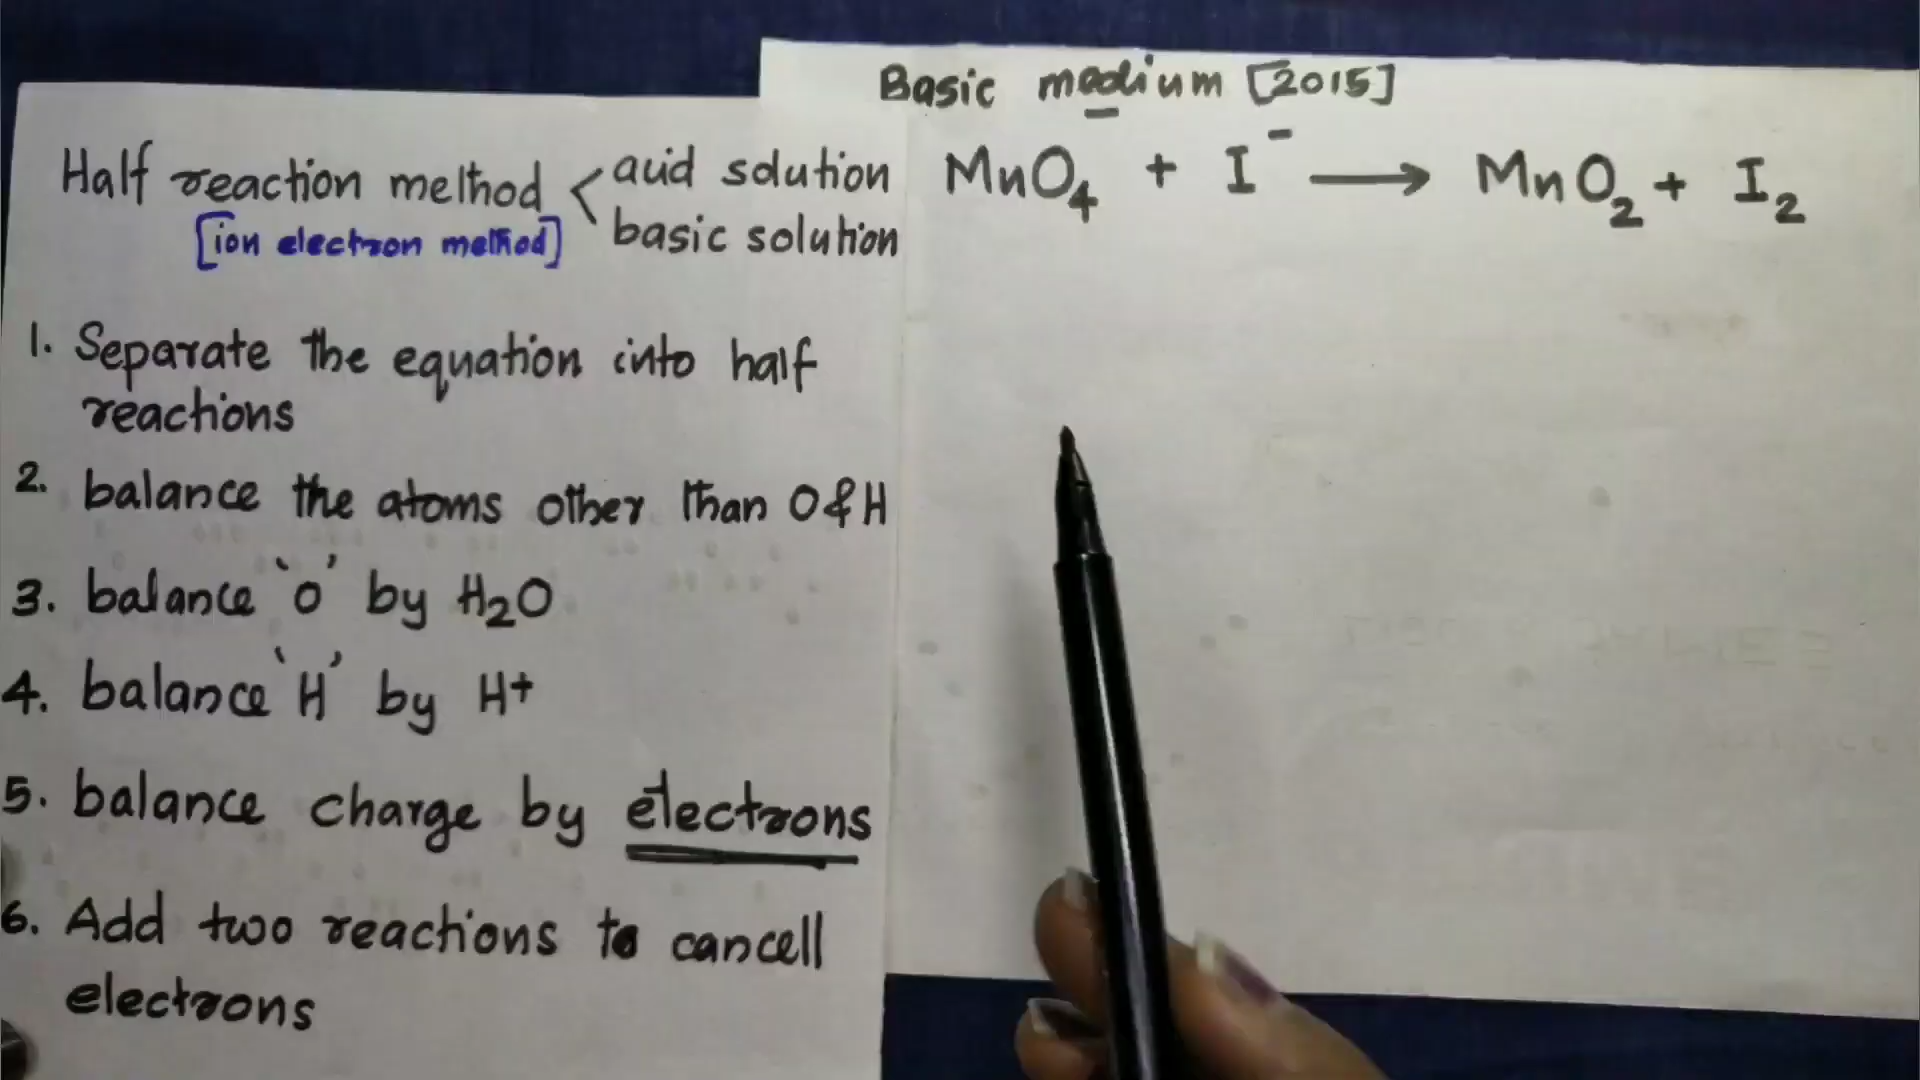 Half reaction method < acid solution
basic solution
[ion electron method]
1. Separate the equation into half
reactions
2. balance the atoms other than O & H
3. balance 'O' by H₂O
4. balance 'H' by H+
5. balance charge by electrons
6. Add two reactions to cancell
electrons
Basic medium [2015]
MnO₄⁻ + I⁻ ⟶ MnO₂ + I₂